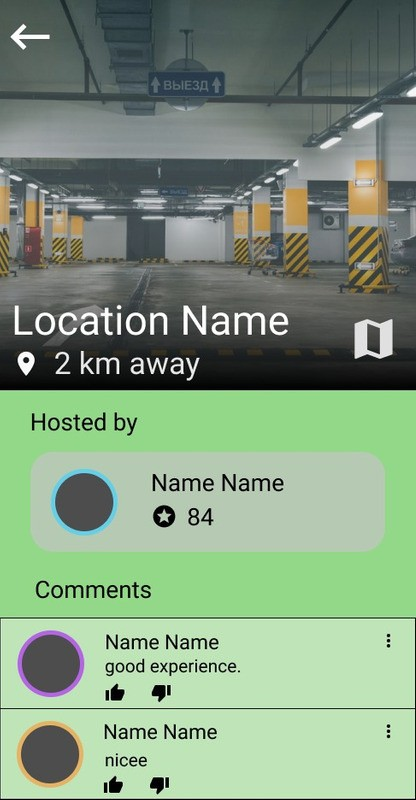 ВЫЕЗД
Location Name
2 km away
Hosted by
Name Name
84
Comments
Name Name
good experience.
Name Name
nicee